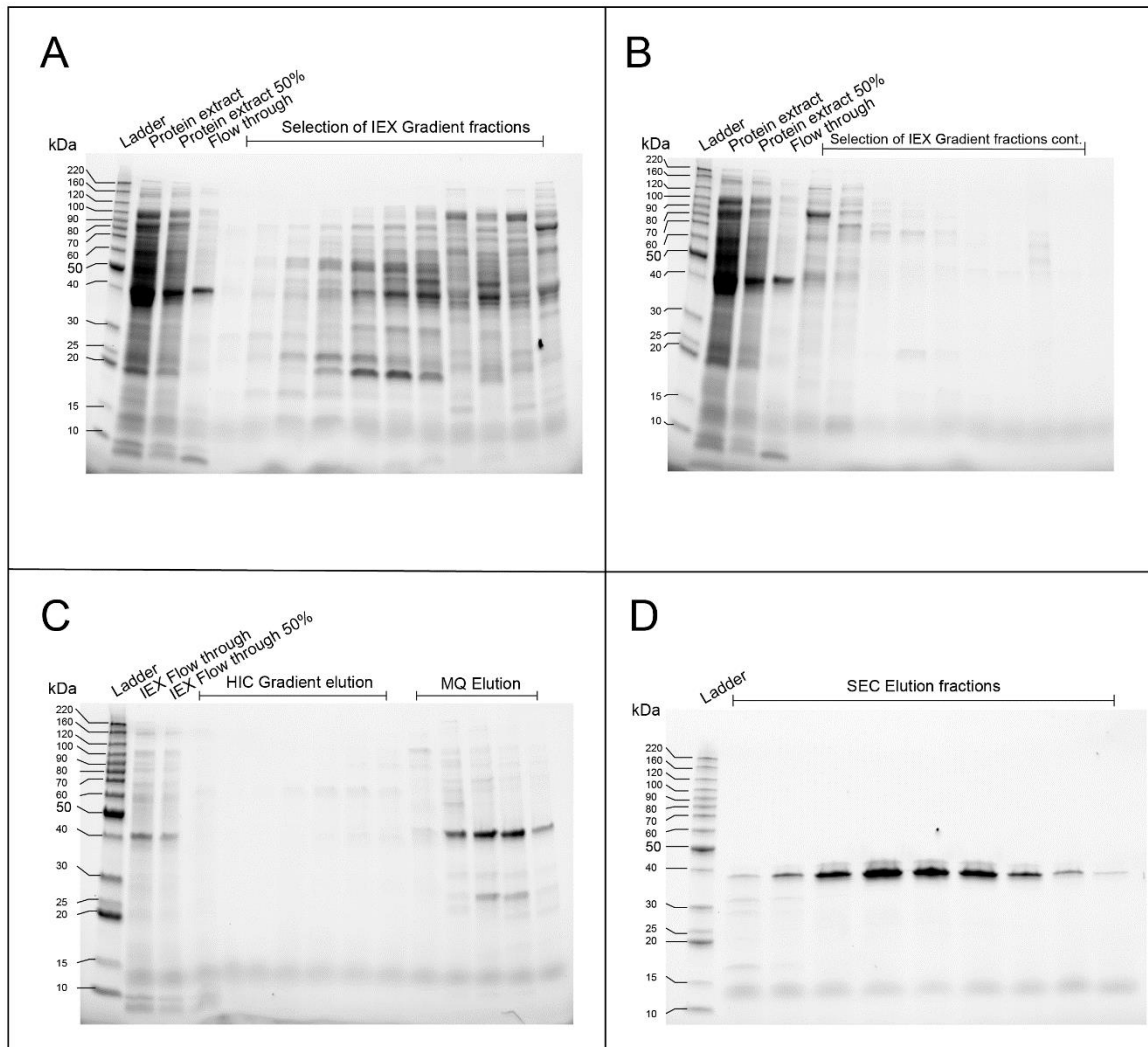 A
Ladder
Protein extract
Protein extract 50%
Flow through
Selection of IEX Gradient fractions
kDa
220
160
120
100
90
80
70
60
50
40
30
25
20
15
10
B
Ladder
Protein extract
Protein extract 50%
Flow through
Selection of IEX Gradient fractions cont.
kDa
220
160
120
100
90
80
70
60
50
40
30
25
20
15
10
C
Ladder
IEX Flow through
IEX Flow through 50%
HIC Gradient elution
MQ Elution
kDa
220
160
120
100
90
80
70
60
50
40
30
25
20
15
10
D
Ladder
SEC Elution fractions
kDa
220
160
120
100
90
80
70
60
50
40
30
25
20
15
10